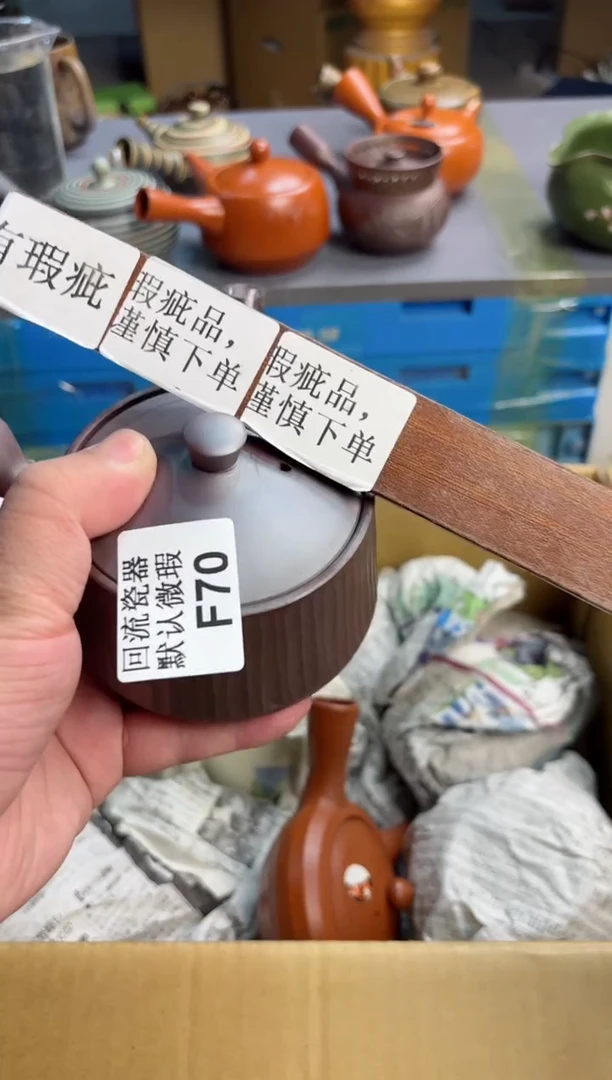 有瑕疵
瑕疵品，
谨慎下单
瑕疵品，
谨慎下单
回流瓷器
默认微瑕
F70